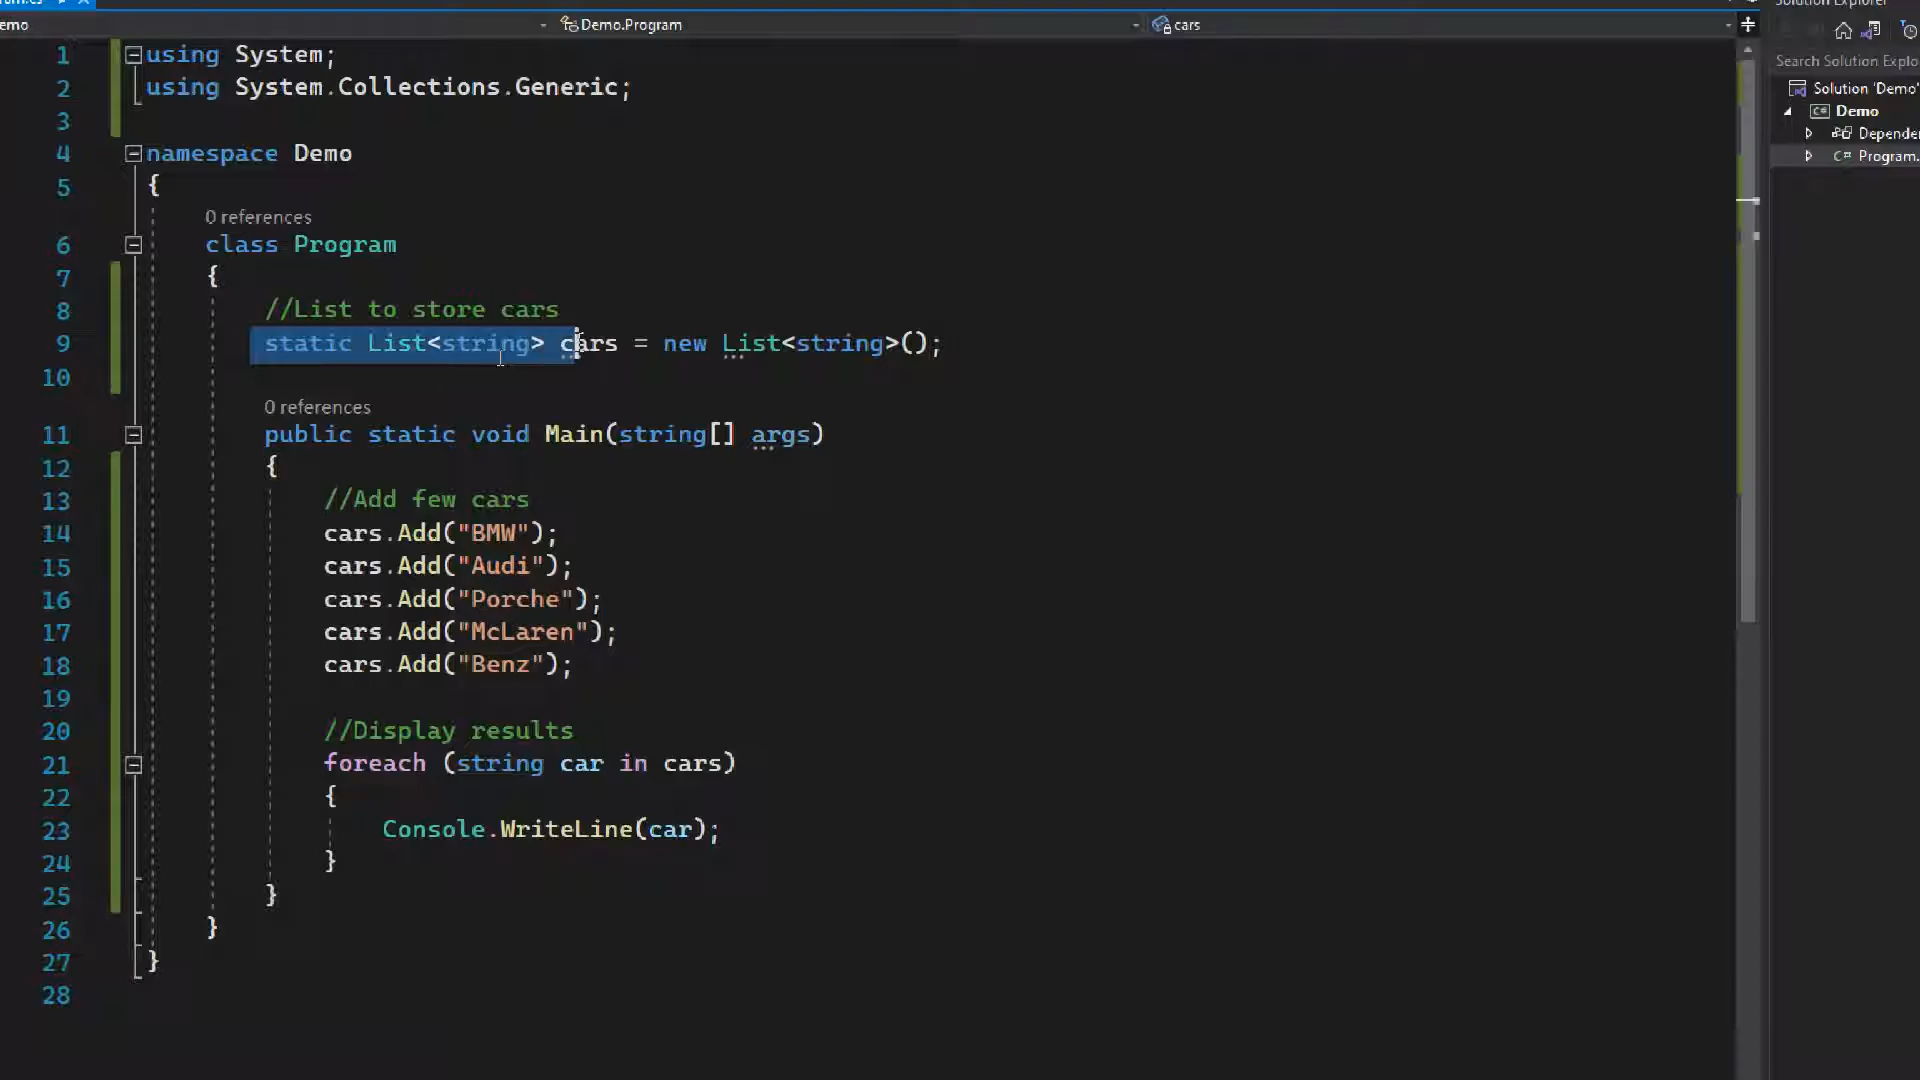 emo Demo.Program cars
Solution Explorer
Search Solution Explo
Solution 'Demo'
Demo
Depende
Program.
1 using System;
2 using System.Collections.Generic;
3
4 namespace Demo
5 {
0 references
6 class Program
7 {
8 //List to store cars
9 static List<string> cars = new List<string>();
10
0 references
11 public static void Main(string[] args)
12 {
13 //Add few cars
14 cars.Add("BMW");
15 cars.Add("Audi");
16 cars.Add("Porche");
17 cars.Add("McLaren");
18 cars.Add("Benz");
19
20 //Display results
21 foreach (string car in cars)
22 {
23 Console.WriteLine(car);
24 }
25 }
26 }
27 }
28